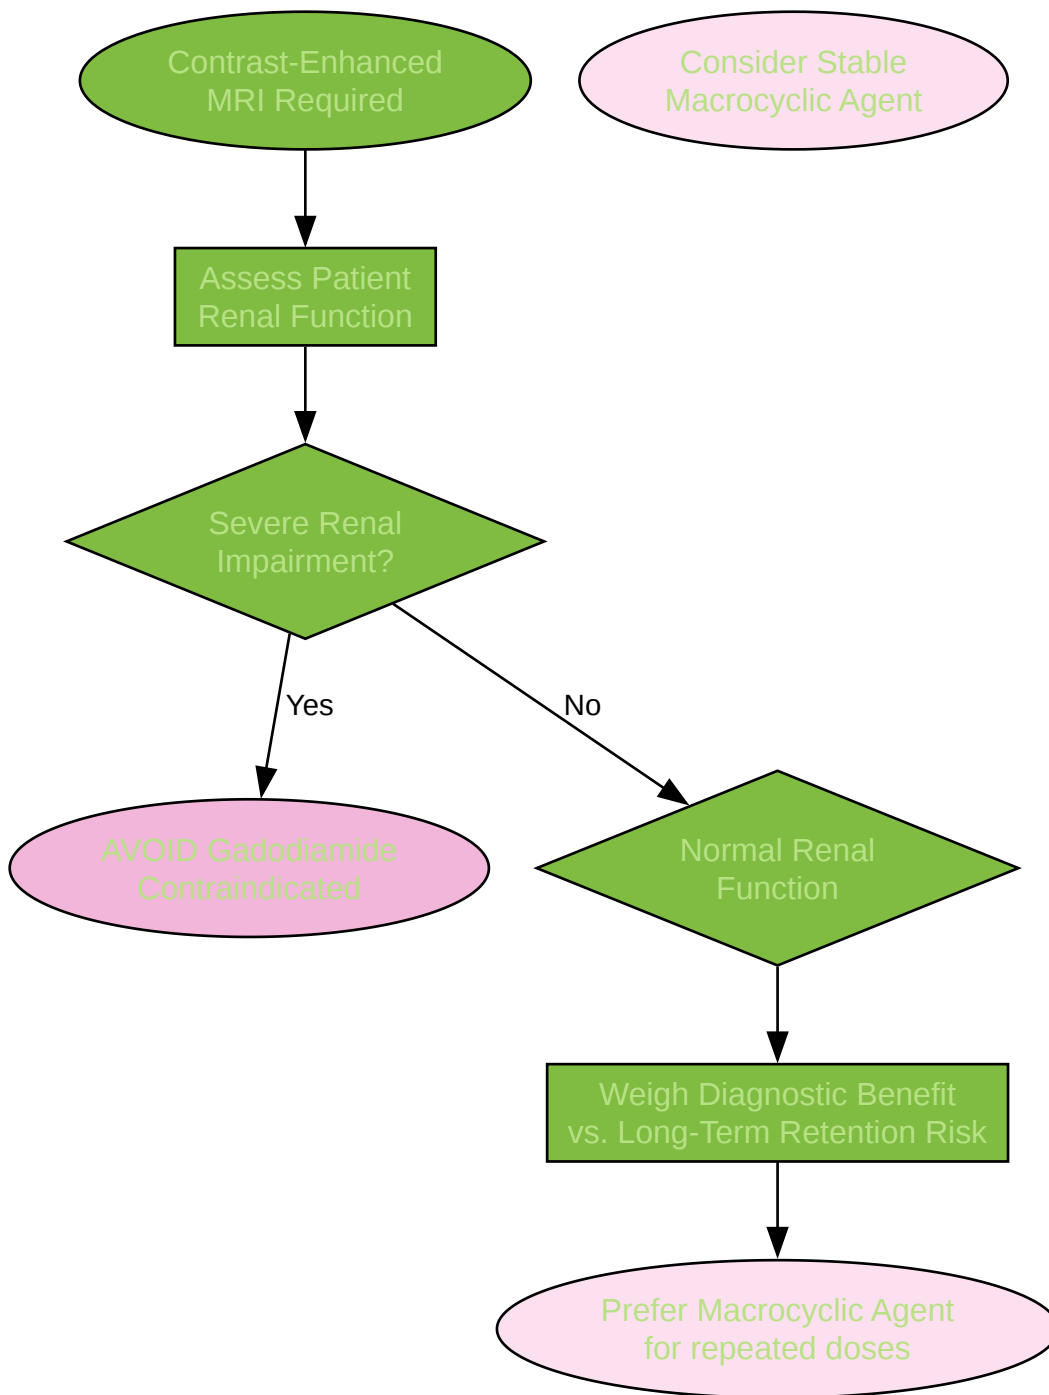 Contrast-Enhanced
MRI Required
Consider Stable
Macrocyclic Agent
Assess Patient
Renal Function
Severe Renal
Impairment?
Yes
No
AVOID Gadodiamide
Contraindicated
Normal Renal
Function
Weigh Diagnostic Benefit
vs. Long-Term Retention Risk
Prefer Macrocyclic Agent
for repeated doses